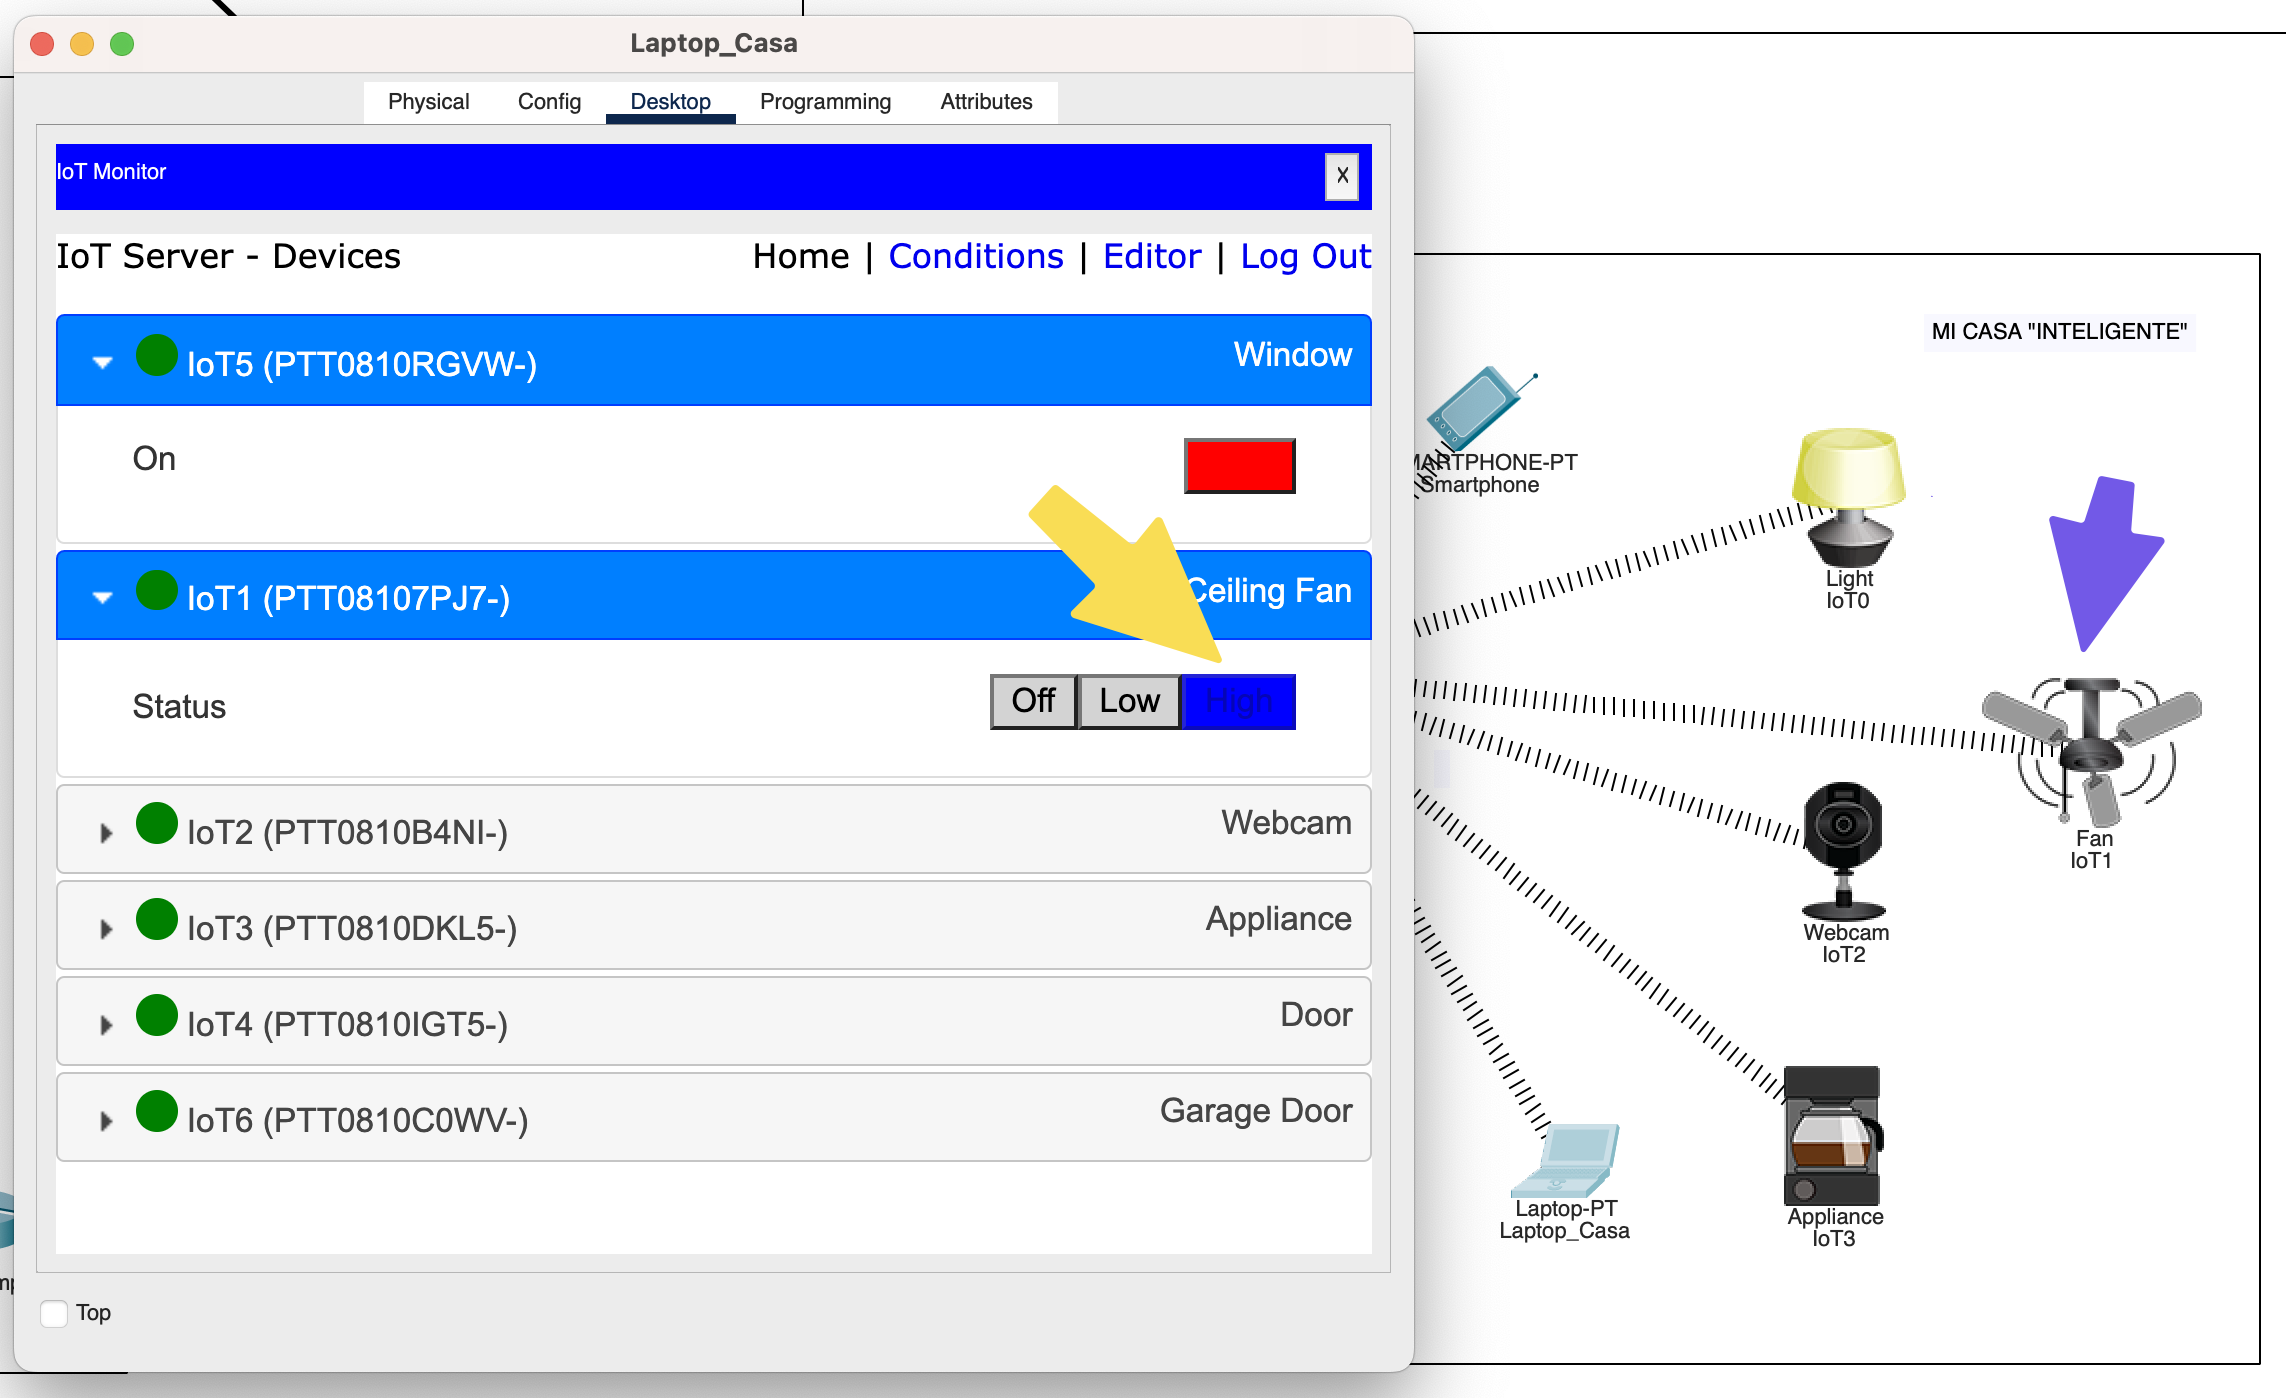 Laptop_Casa
Physical Config Desktop Programming Attributes
IoT Monitor X
IoT Server - Devices Home | Conditions | Editor | Log Out
IoT5 (PTT0810RGVW-) Window
On
IoT1 (PTT08107PJ7-) Ceiling Fan
Status Off Low High
IoT2 (PTT0810B4NI-) Webcam
IoT3 (PTT0810DKL5-) Appliance
IoT4 (PTT0810IGT5-) Door
IoT6 (PTT0810C0WV-) Garage Door
Top
MI CASA "INTELIGENTE"
MARTPHONE-PT
Smartphone
Light
IoT0
Fan
IoT1
Webcam
IoT2
Laptop-PT
Laptop_Casa
Appliance
IoT3